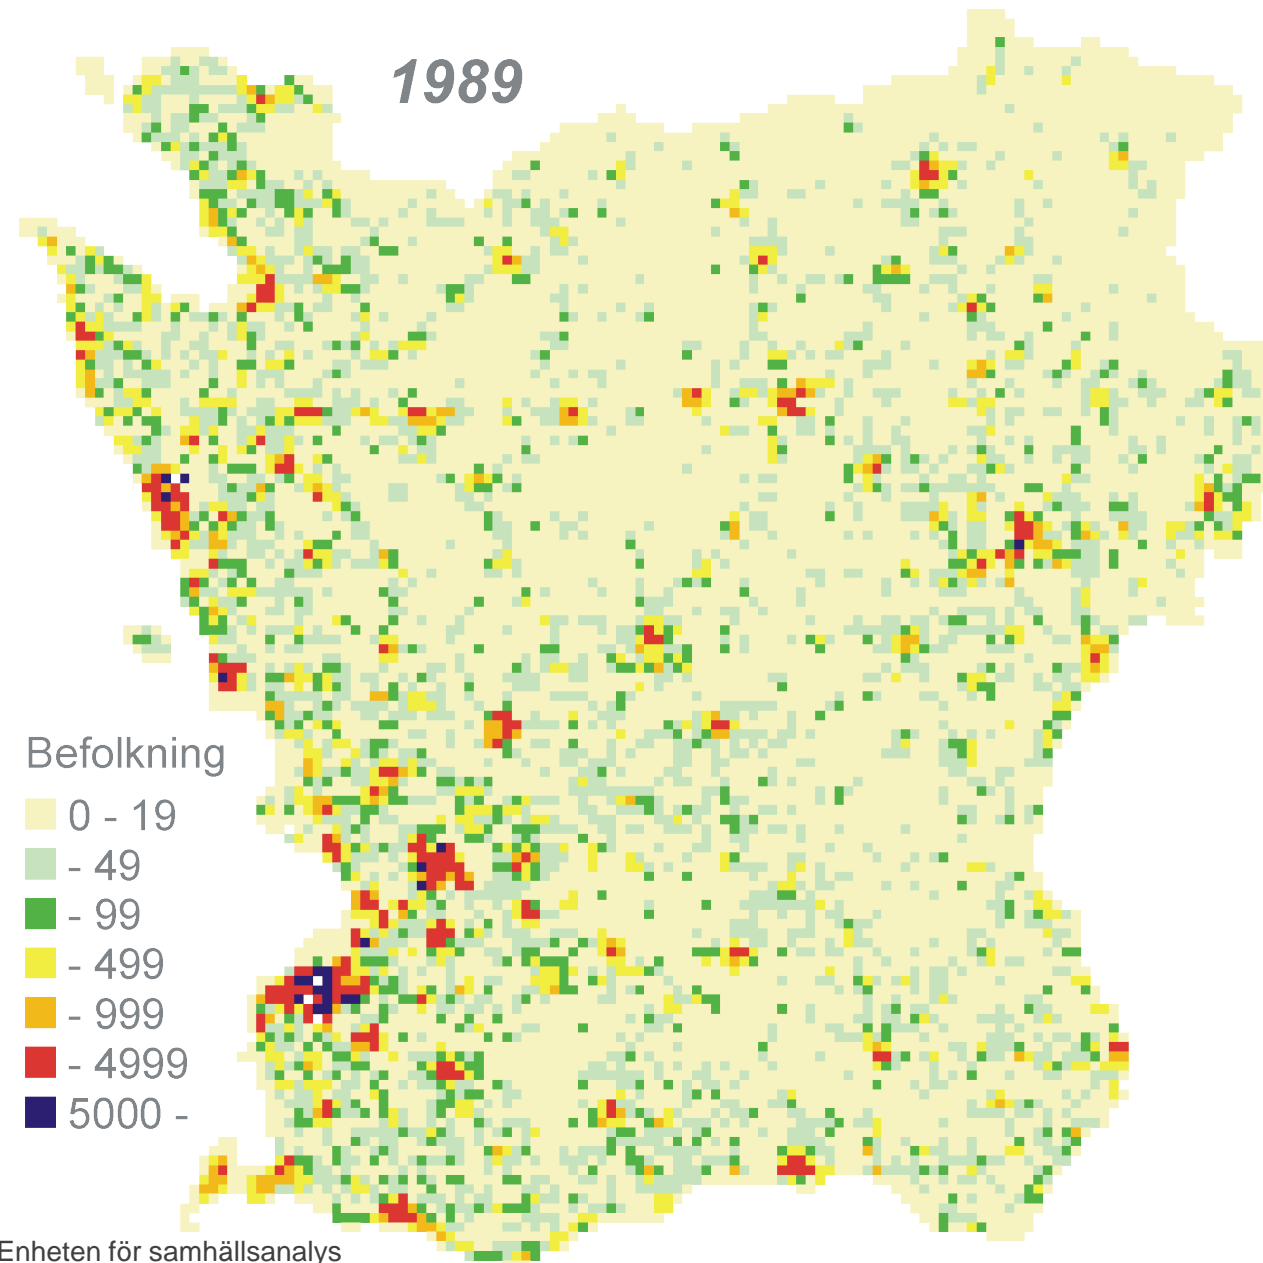 1989
Befolkning
0 - 19
- 49
- 99
- 499
- 999
- 4999
5000 -
Enheten för samhällsanalys